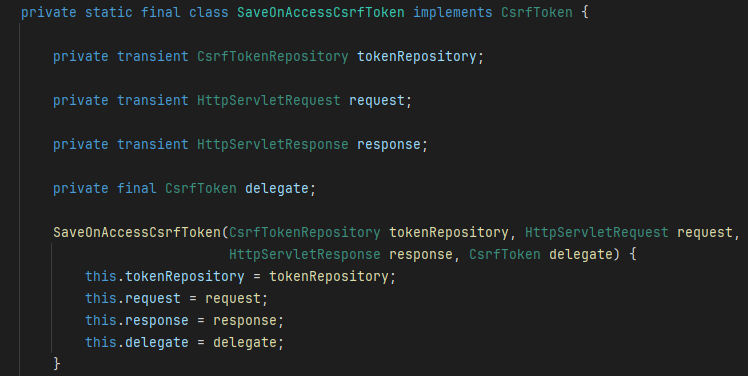 private static final class SaveOnAccessCsrfToken implements CsrfToken {
private transient CsrfTokenRepository tokenRepository;
private transient HttpServletRequest request;
private transient HttpServletResponse response;
private final CsrfToken delegate;
SaveOnAccessCsrfToken(CsrfTokenRepository tokenRepository, HttpServletRequest request,
HttpServletResponse response, CsrfToken delegate) {
this.tokenRepository = tokenRepository;
this.request = request;
this.response = response;
this.delegate = delegate;
}